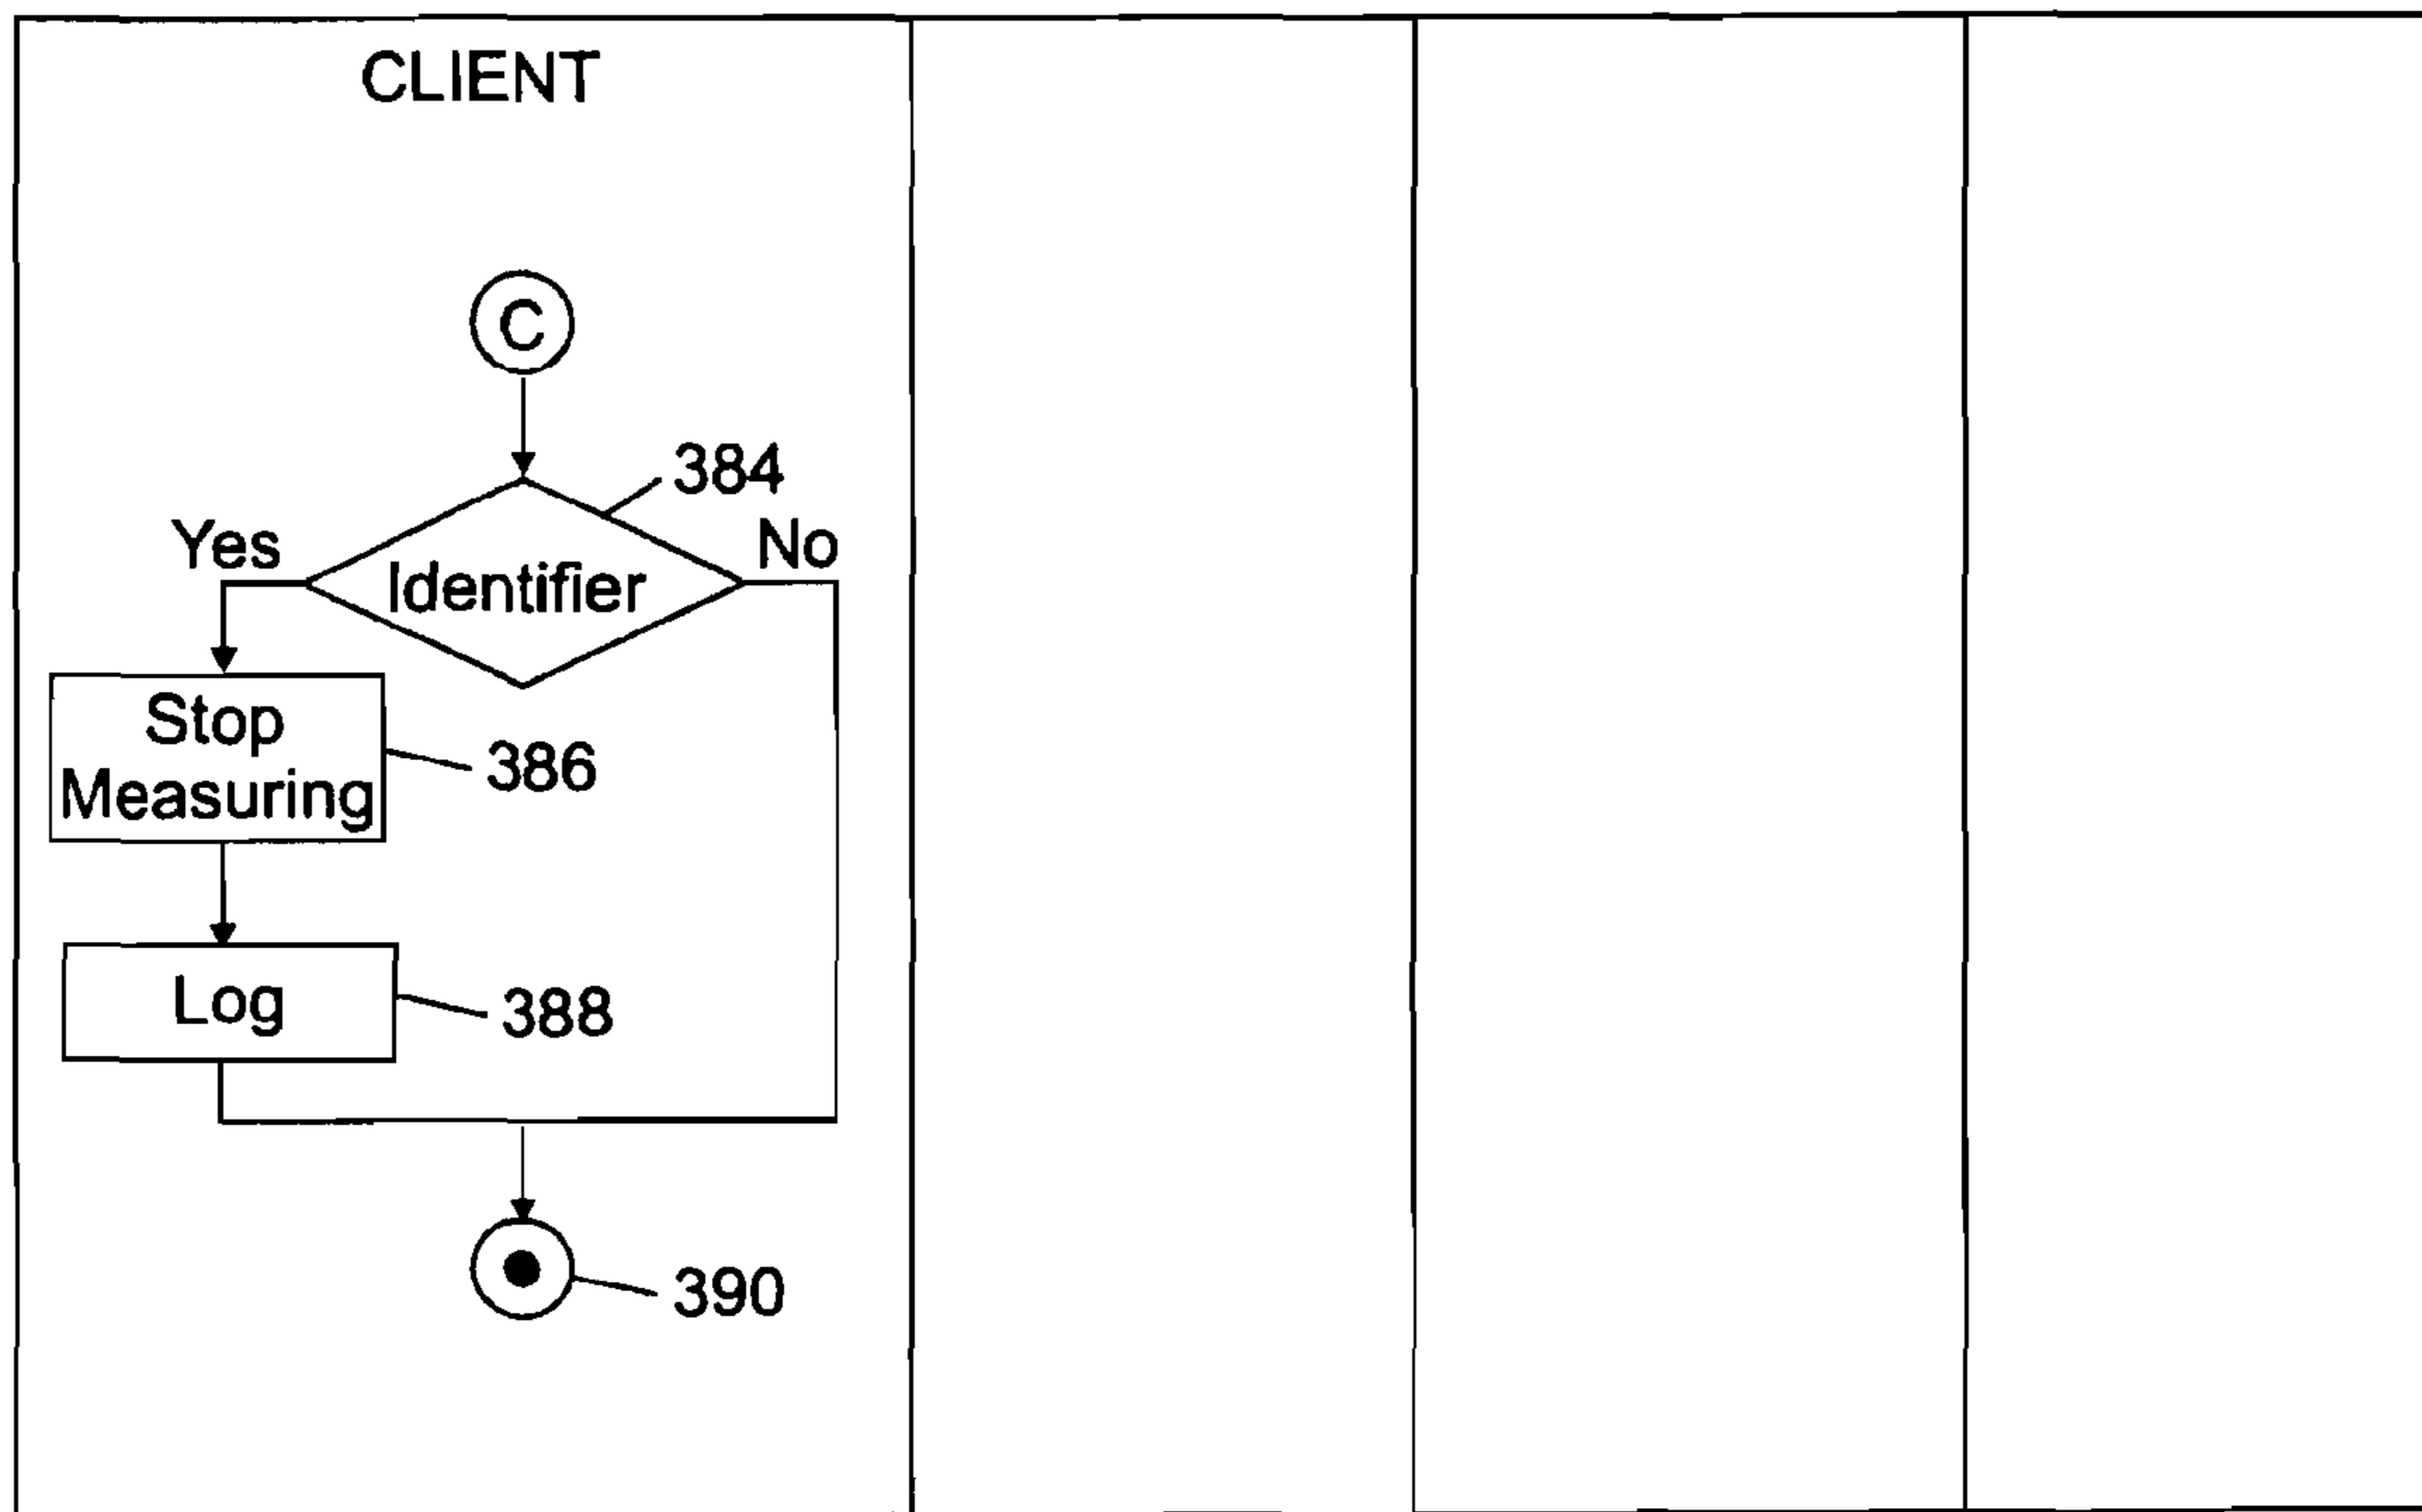 CLIENT
C
384
Yes
No
Identifier
Stop
Measuring
386
Log
388
390